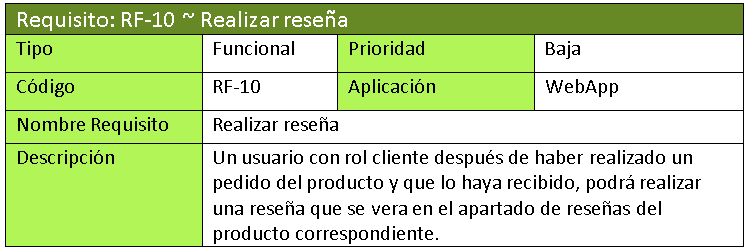 Requisito: RF-10 ~ Realizar reseña
Tipo Funcional Prioridad Baja
Código RF-10 Aplicación WebApp
Nombre Requisito Realizar reseña
Descripción Un usuario con rol cliente después de haber realizado un
pedido del producto y que lo haya recibido, podrá realizar
una reseña que se vera en el apartado de reseñas del
producto correspondiente.